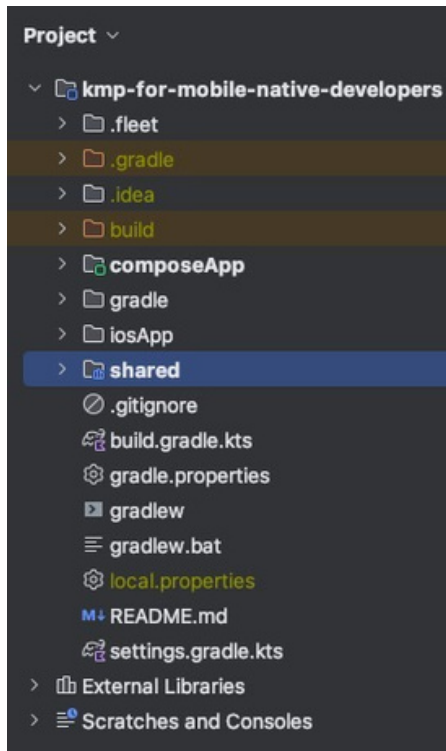 Project
kmp-for-mobile-native-developers
.fleet
.gradle
.idea
build
composeApp
gradle
iosApp
shared
.gitignore
build.gradle.kts
gradle.properties
gradlew
gradlew.bat
local.properties
M↓ README.md
settings.gradle.kts
External Libraries
Scratches and Consoles